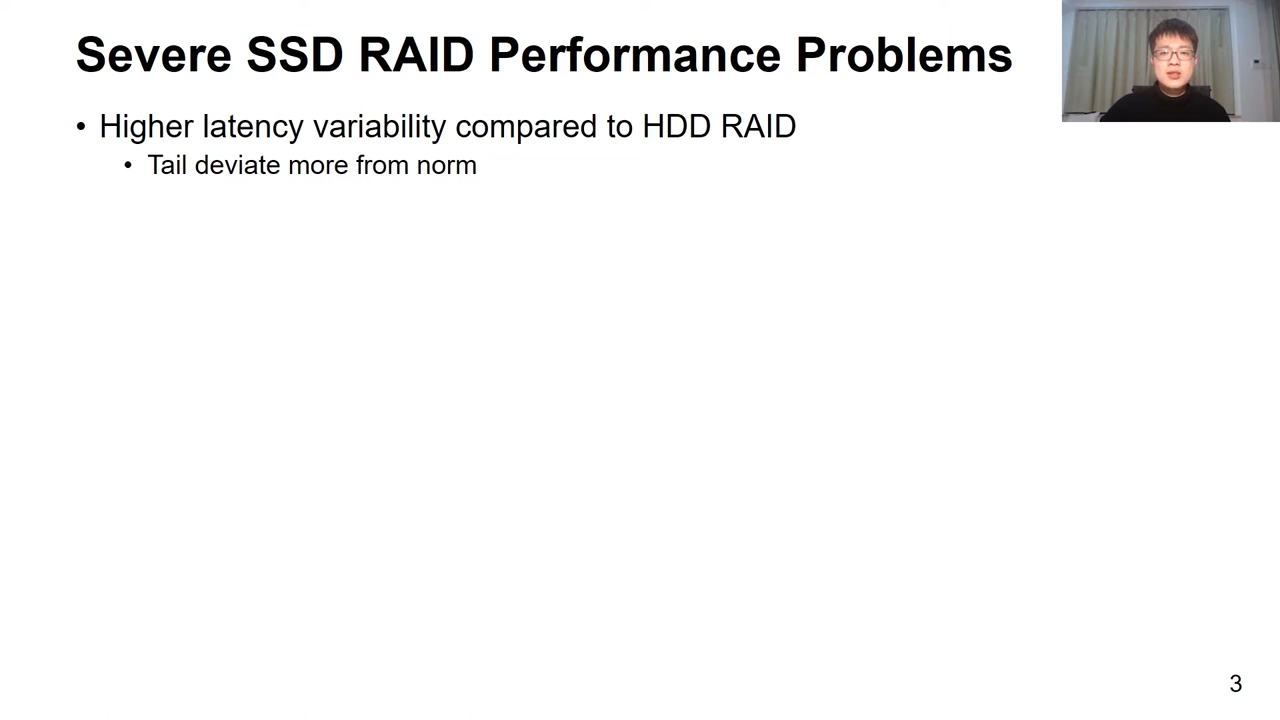 Severe SSD RAID Performance Problems
• Higher latency variability compared to HDD RAID
• Tail deviate more from norm
3